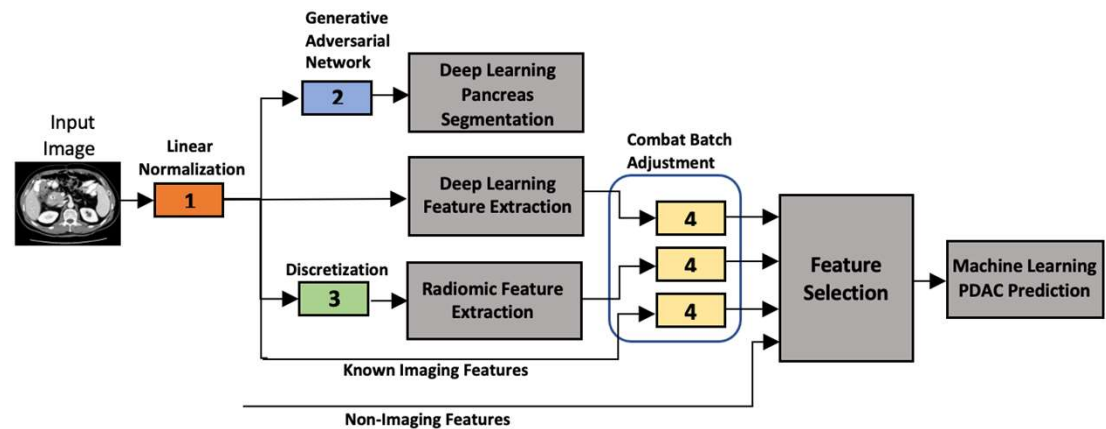 Generative
Adversarial
Network
2
Deep Learning
Pancreas
Segmentation
Input
Image
Linear
Normalization
1
Deep Learning
Feature Extraction
Combat Batch
Adjustment
4
4
4
Discretization
3
Radiomic Feature
Extraction
Feature
Selection
Machine Learning
PDAC Prediction
Known Imaging Features
Non-Imaging Features